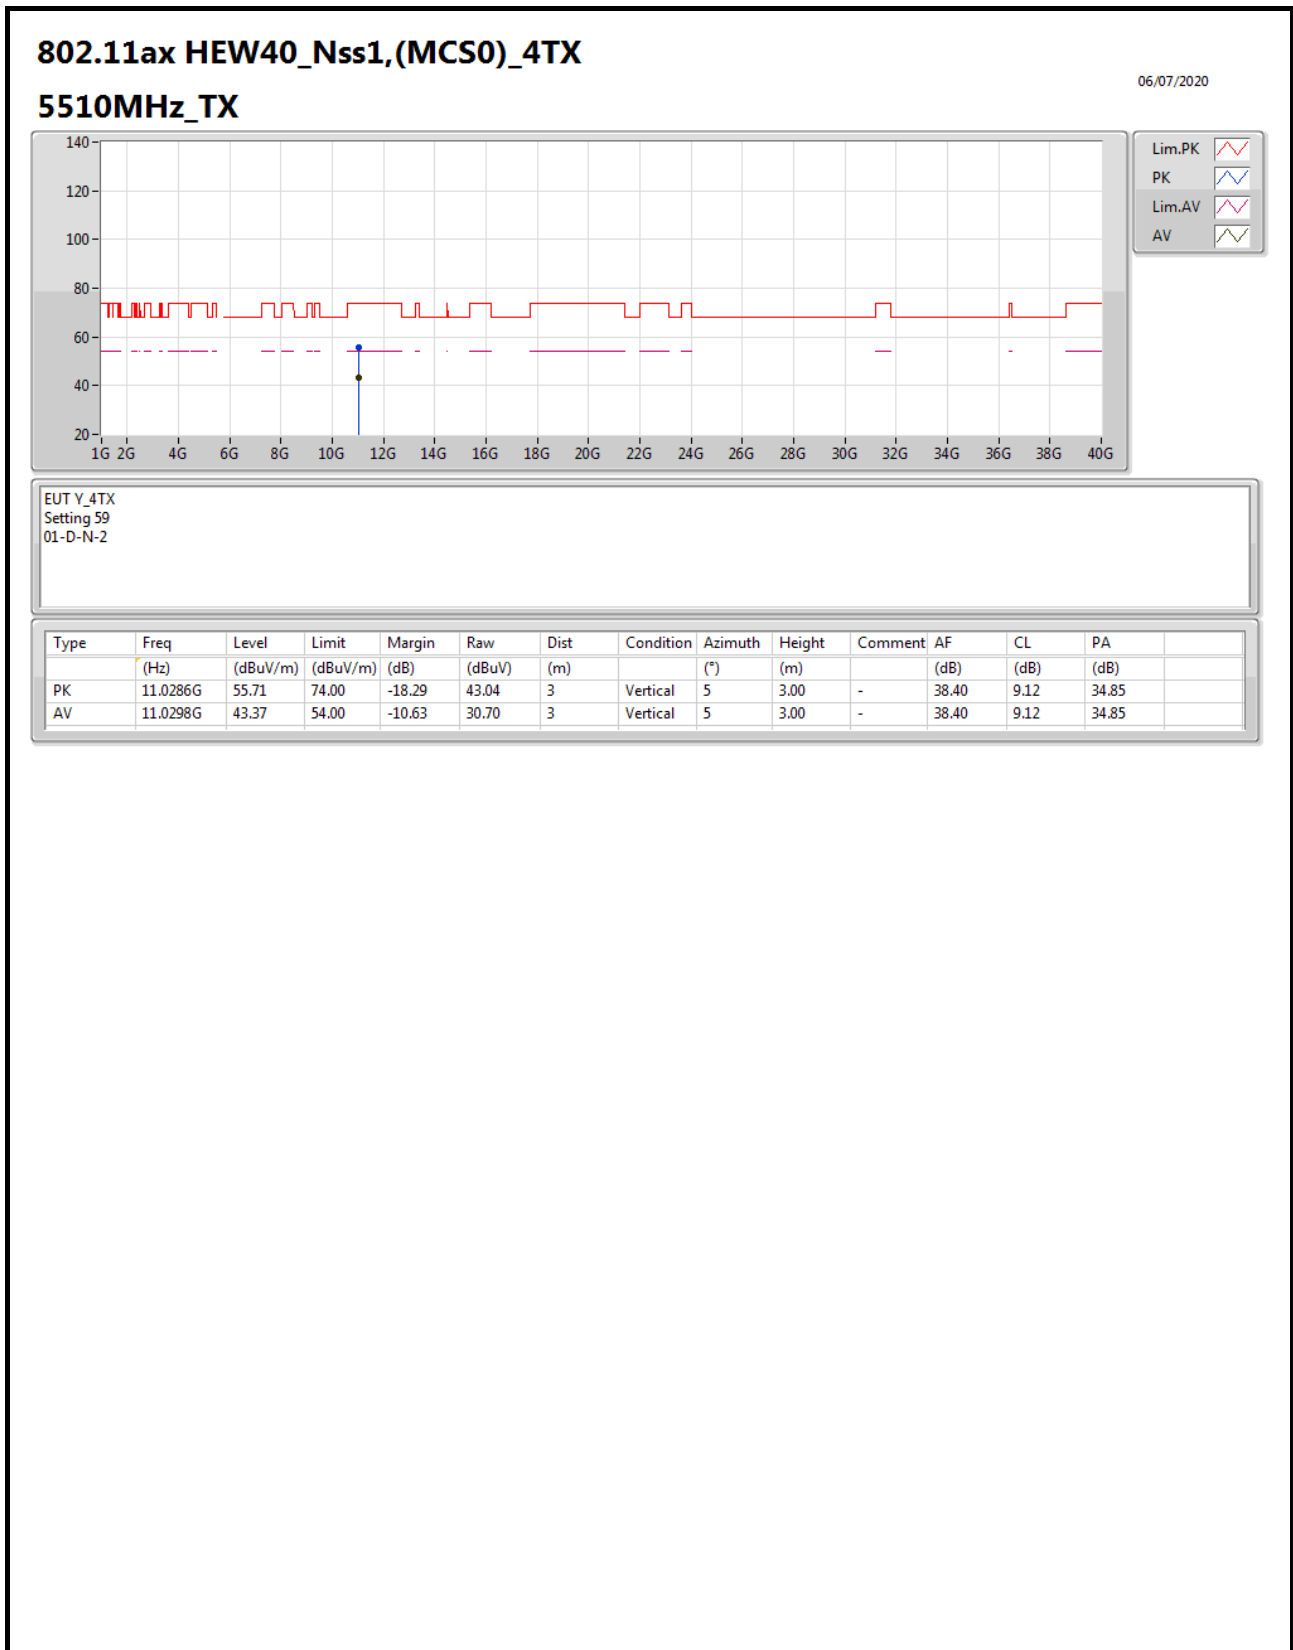 802.11ax HEW40_Nss1,(MCS0)_4TX
06/07/2020
5510MHz_TX
140
120
100
80
60
40
20
1G 2G 4G 6G 8G 10G 12G 14G 16G 18G 20G 22G 24G 26G 28G 30G 32G 34G 36G 38G 40G
Lim.PK
PK
Lim.AV
AV
EUT Y_4TX
Setting 59
01-D-N-2
Type Freq Level Limit Margin Raw Dist Condition Azimuth Height Comment AF CL PA
(Hz) (dBuV/m) (dBuV/m) (dB) (dBuV) (m) (°) (m) (dB) (dB) (dB)
PK 11.0286G 55.71 74.00 -18.29 43.04 3 Vertical 5 3.00 - 38.40 9.12 34.85
AV 11.0298G 43.37 54.00 -10.63 30.70 3 Vertical 5 3.00 - 38.40 9.12 34.85